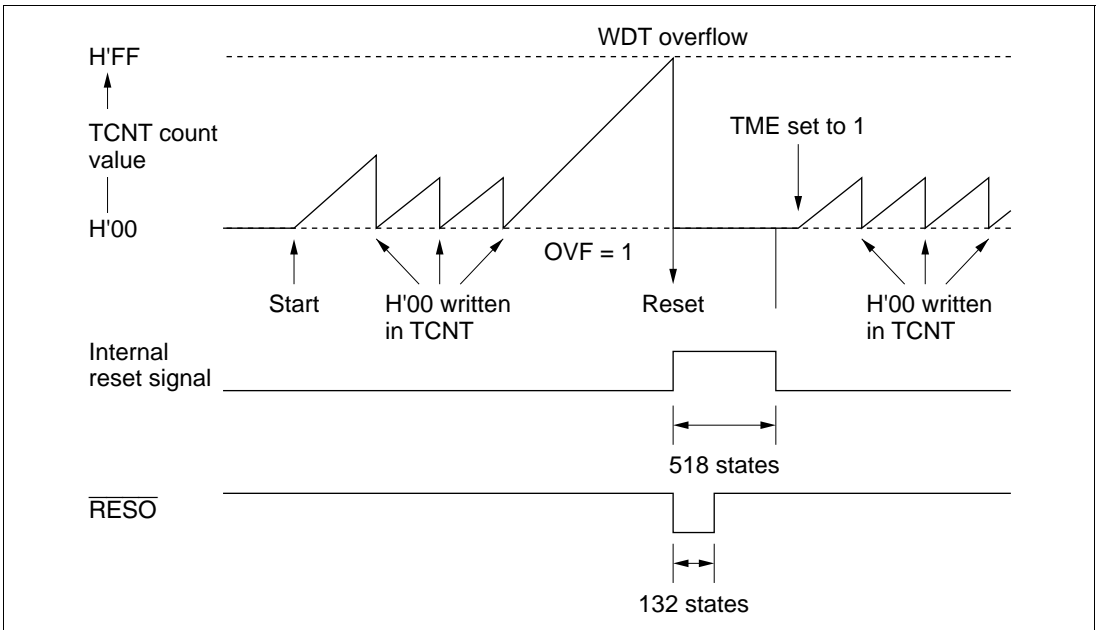 WDT overflow
H'FF
TCNT count
value
TME set to 1
H'00
OVF = 1
Start
H'00 written
in TCNT
Reset
H'00 written
in TCNT
Internal
reset signal
518 states
RESO
132 states